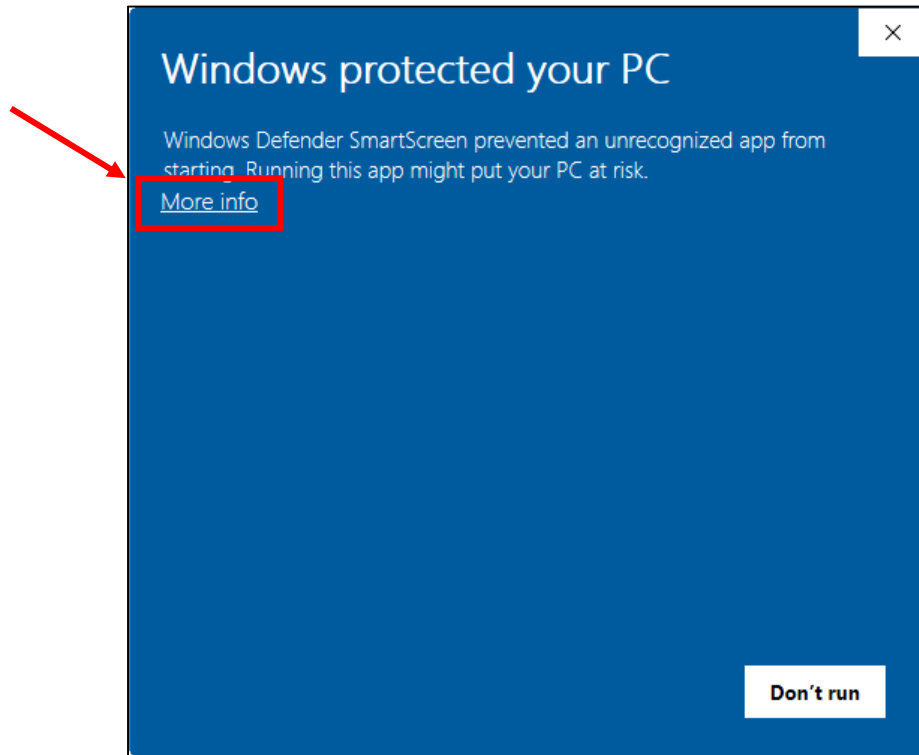 Windows protected your PC
Windows Defender SmartScreen prevented an unrecognized app from
starting. Running this app might put your PC at risk.
More info
Don't run